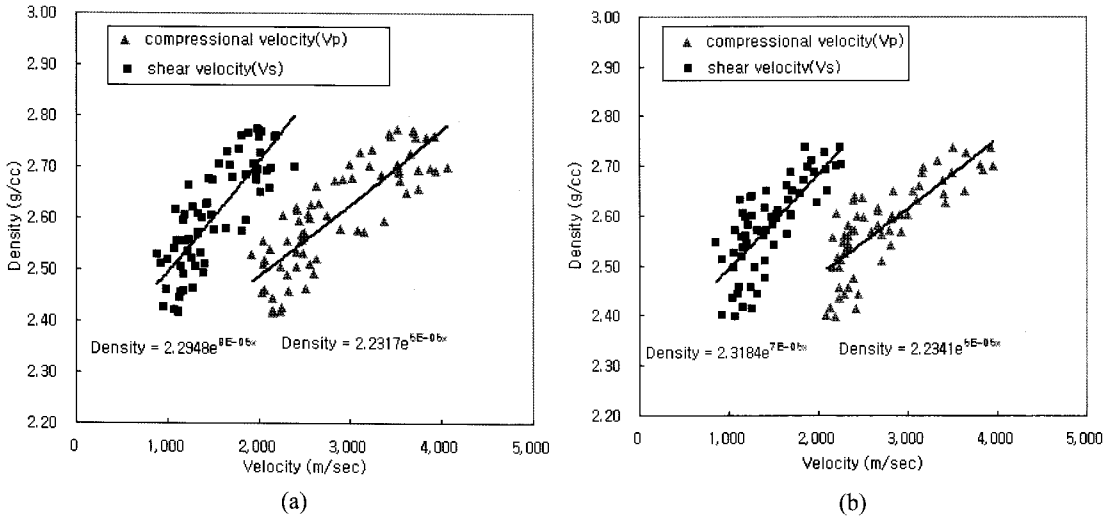 3.00
2.90
2.80
2.70
2.60
2.50
2.40
2.30
2.20
Density (g/cc)
compressional velocity(Vp)
shear velocity(Vs)
Density = 2.2948e^9E-05x
Density = 2.2317e^5E-05x
0 1,000 2,000 3,000 4,000 5,000
Velocity (m/sec)
(a)
3.00
2.90
2.80
2.70
2.60
2.50
2.40
2.30
2.20
Density (g/cc)
compressional velocity(Vp)
shear velocity(Vs)
Density = 2.3184e^7E-05x
Density = 2.2341e^5E-05x
0 1,000 2,000 3,000 4,000 5,000
Velocity (m/sec)
(b)